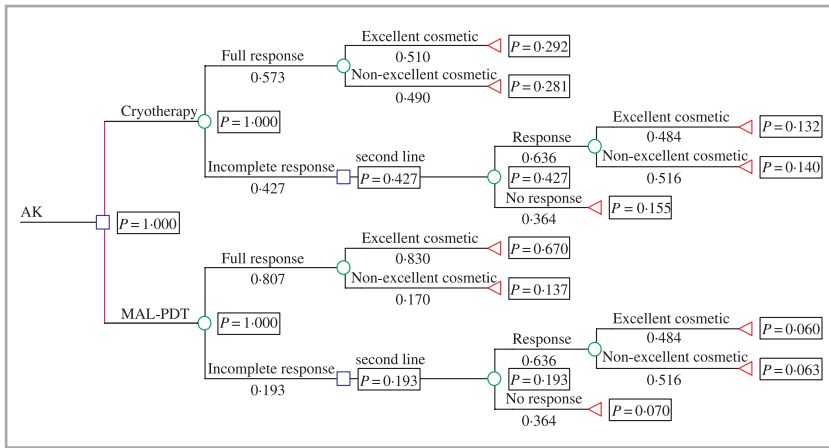 Excellent cosmetic
0·510
P = 0·292
Full response
0·573
Non-excellent cosmetic
0·490
P = 0·281
Cryotherapy
P = 1·000
Excellent cosmetic
0·484
P = 0·132
Response
0·636
Non-excellent cosmetic
0·516
P = 0·140
Incomplete response
0·427
second line
P = 0·427
P = 0·427
No response
0·364
P = 0·155
AK
P = 1·000
Excellent cosmetic
0·830
P = 0·670
Full response
0·807
Non-excellent cosmetic
0·170
P = 0·137
MAL-PDT
P = 1·000
Excellent cosmetic
0·484
P = 0·060
Response
0·636
Non-excellent cosmetic
0·516
P = 0·063
Incomplete response
0·193
second line
P = 0·193
P = 0·193
No response
0·364
P = 0·070